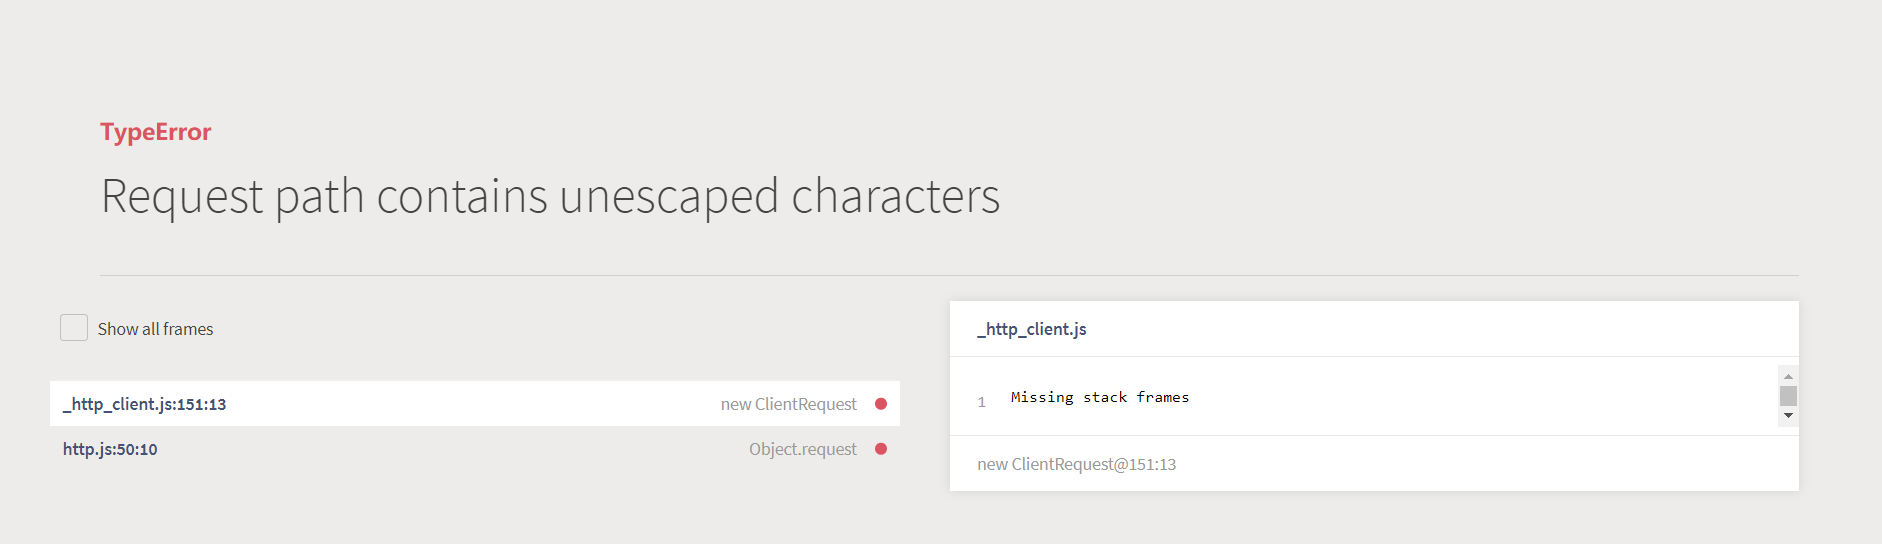 TypeError
Request path contains unescaped characters
Show all frames
_http_client.js:151:13 new ClientRequest
http.js:50:10 Object.request
_http_client.js
1 Missing stack frames
new ClientRequest@151:13